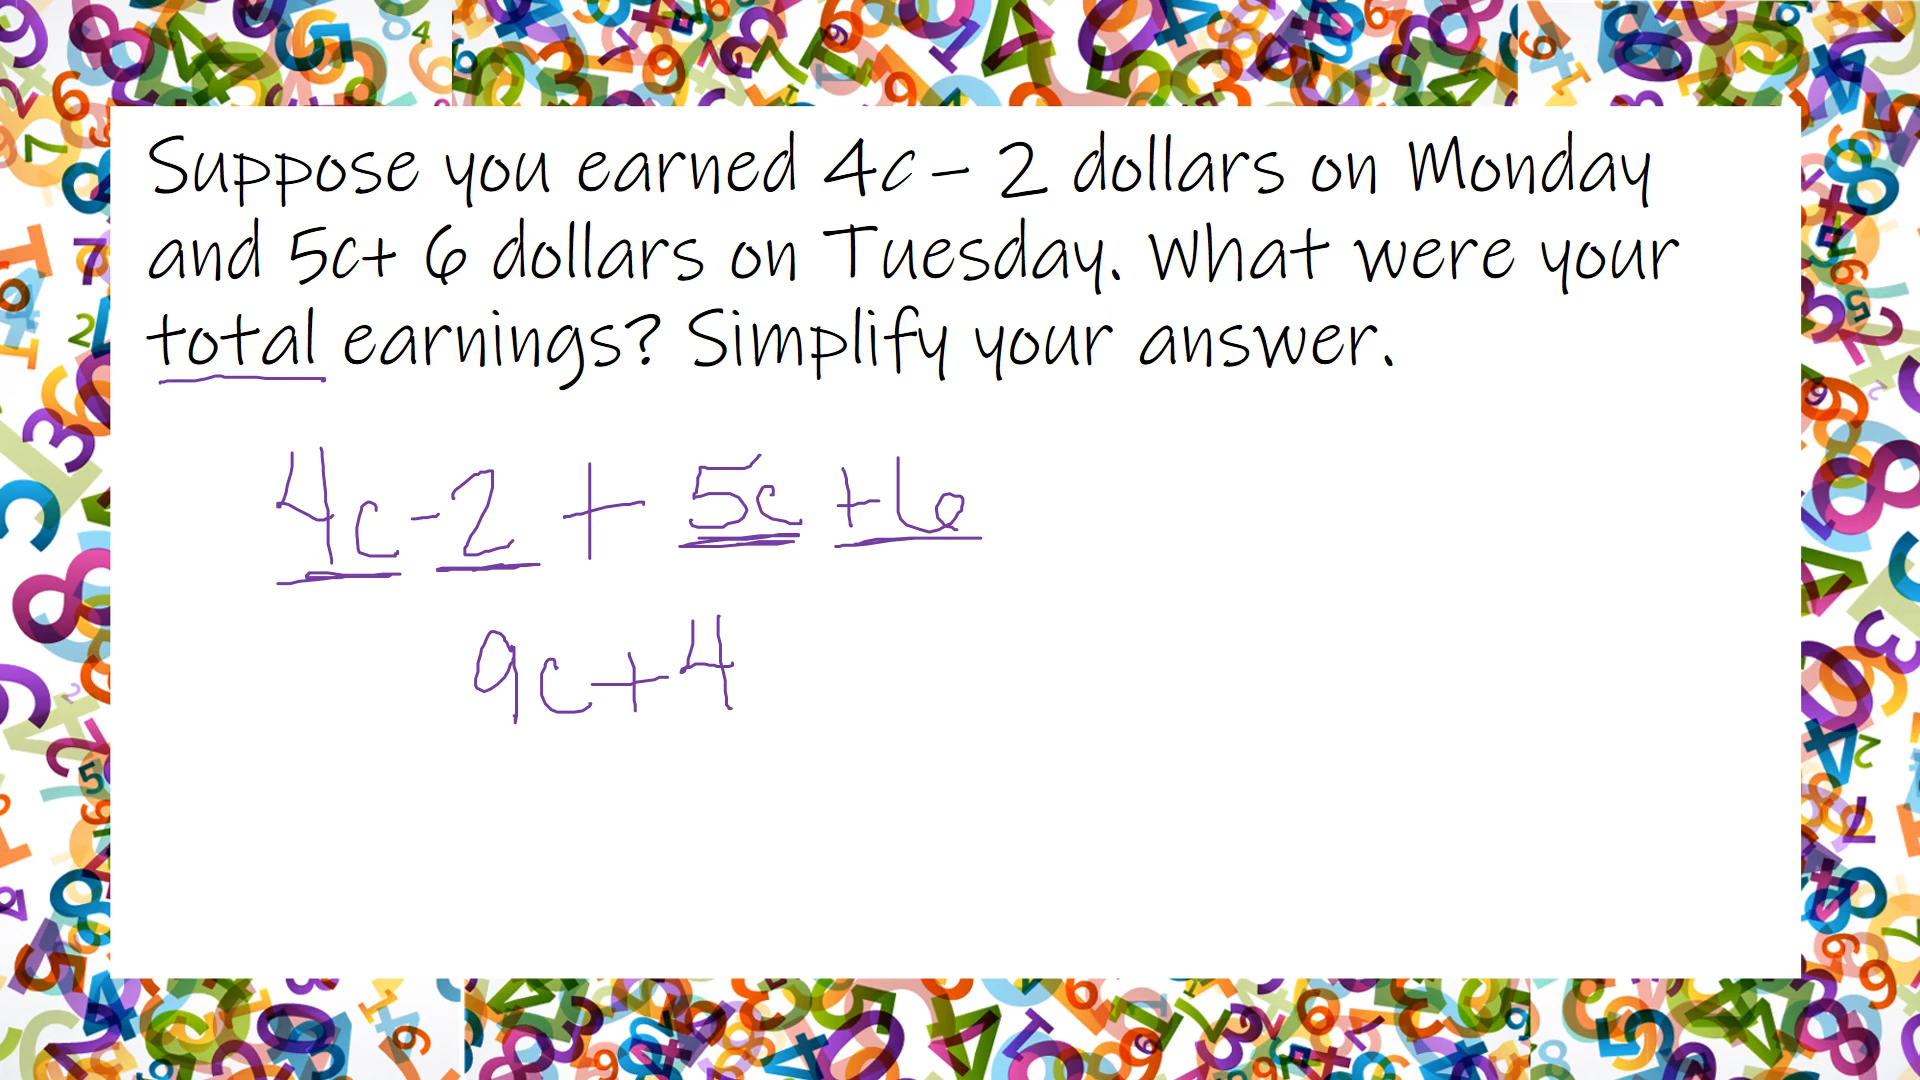 Suppose you earned 4c – 2 dollars on Monday
and 5c+ 6 dollars on Tuesday. What were your
total earnings? Simplify your answer.
4c-2 + 5c +6
9c+4